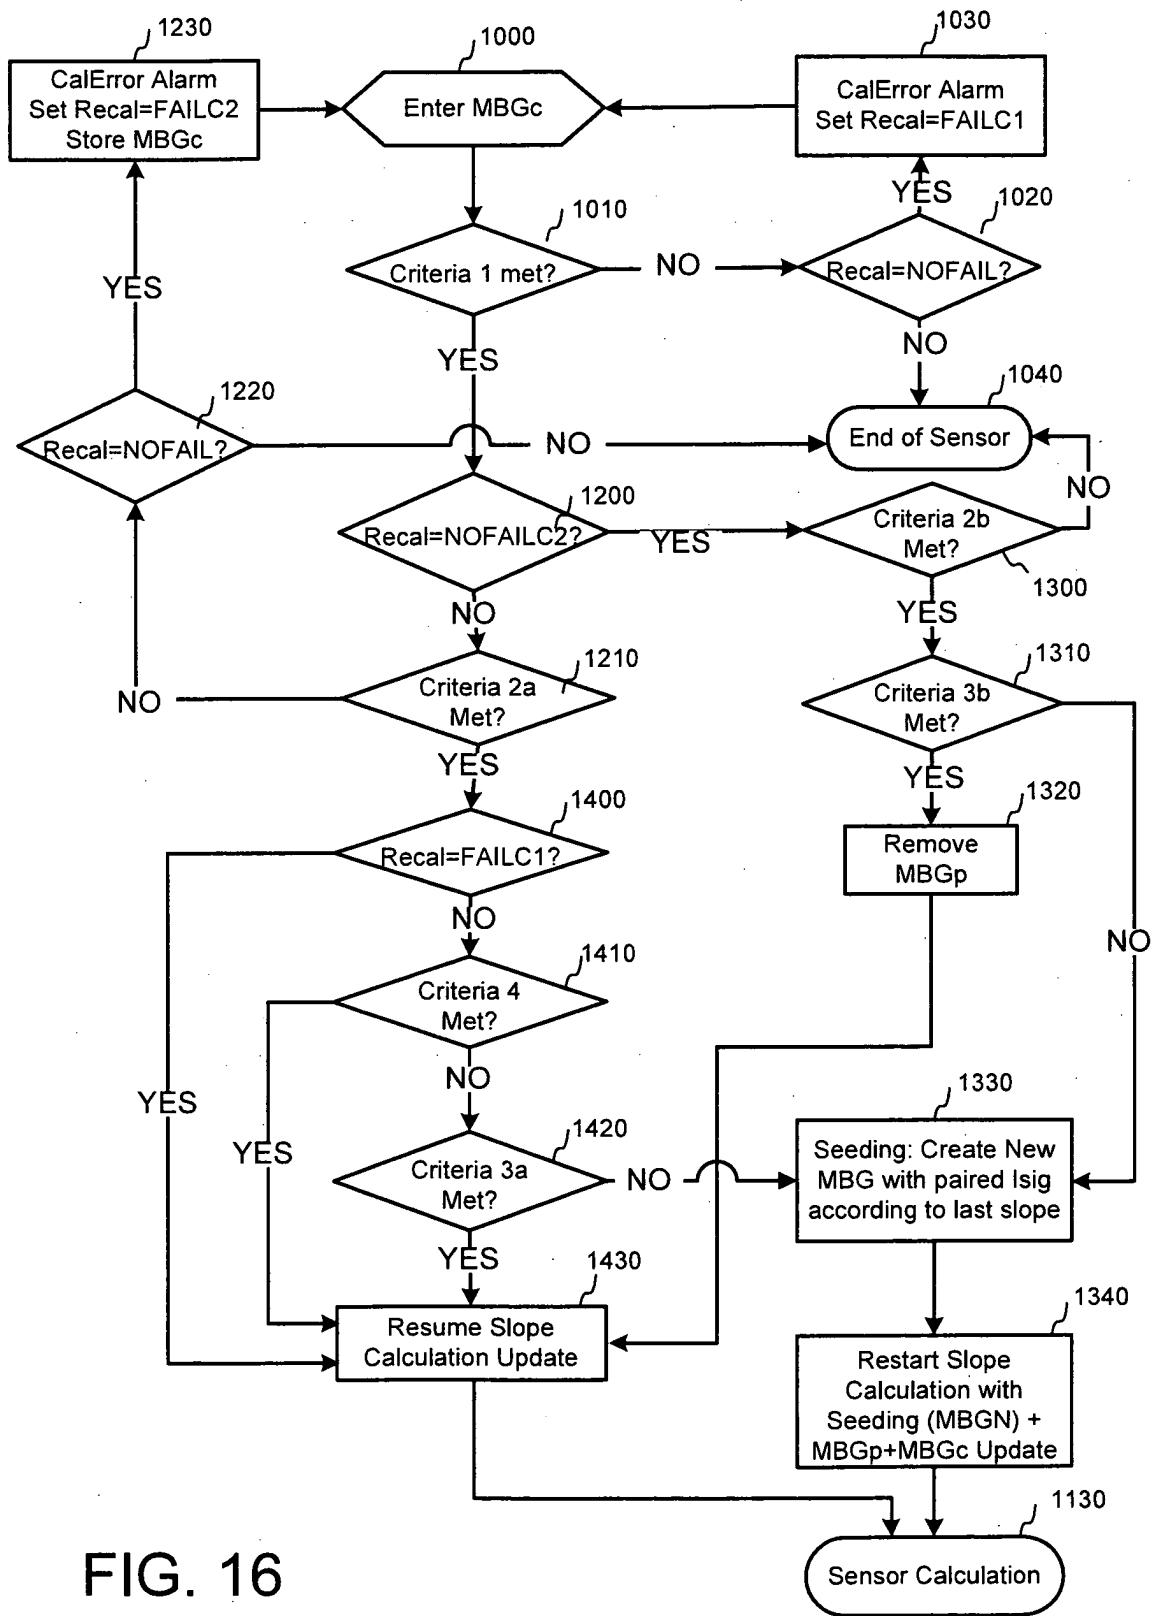 1230
1000
1030
CalError Alarm
Set Recal=FAILC2
Store MBGc
Enter MBGc
CalError Alarm
Set Recal=FAILC1
YES
1010
1020
Criteria 1 met?
NO
Recal=NOFAIL?
YES
YES
NO
1220
1040
Recal=NOFAIL?
NO
End of Sensor
NO
1200
Recal=NOFAILC2?
YES
Criteria 2b
Met?
1300
NO
YES
1210
1310
NO
Criteria 2a
Met?
Criteria 3b
Met?
YES
YES
1400
1320
Recal=FAILC1?
Remove
MBGp
NO
NO
1410
Criteria 4
Met?
NO
1330
YES
YES
1420
Criteria 3a
Met?
NO
Seeding: Create New
MBG with paired Isig
according to last slope
YES
1430
1340
Resume Slope
Calculation Update
Restart Slope
Calculation with
Seeding (MBGN) +
MBGp+MBGc Update
1130
Sensor Calculation
FIG. 16